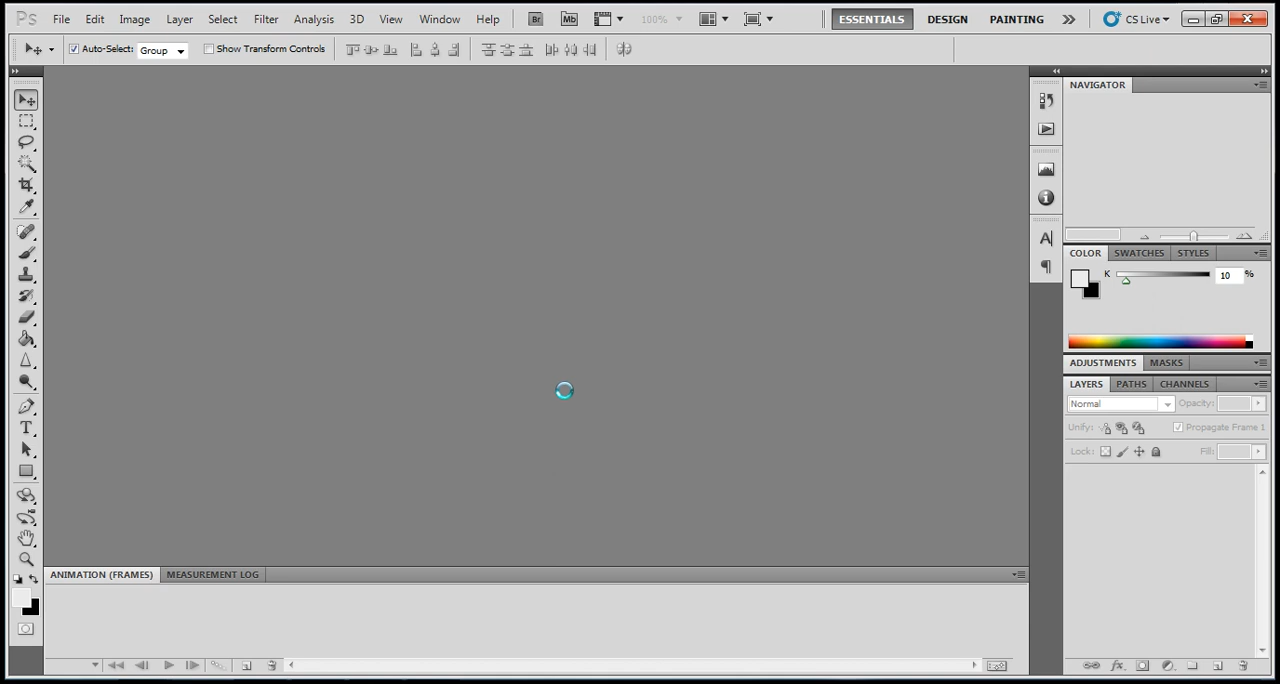 Ps File Edit Image Layer Select Filter Analysis 3D View Window Help Br Mb 100% ESSENTIALS DESIGN PAINTING CS Live
Auto-Select: Group Show Transform Controls
NAVIGATOR
COLOR SWATCHES STYLES
K 10 %
ADJUSTMENTS MASKS
LAYERS PATHS CHANNELS
Normal Opacity:
Unify: Propagate Frame 1
Lock: Fill:
ANIMATION (FRAMES) MEASUREMENT LOG